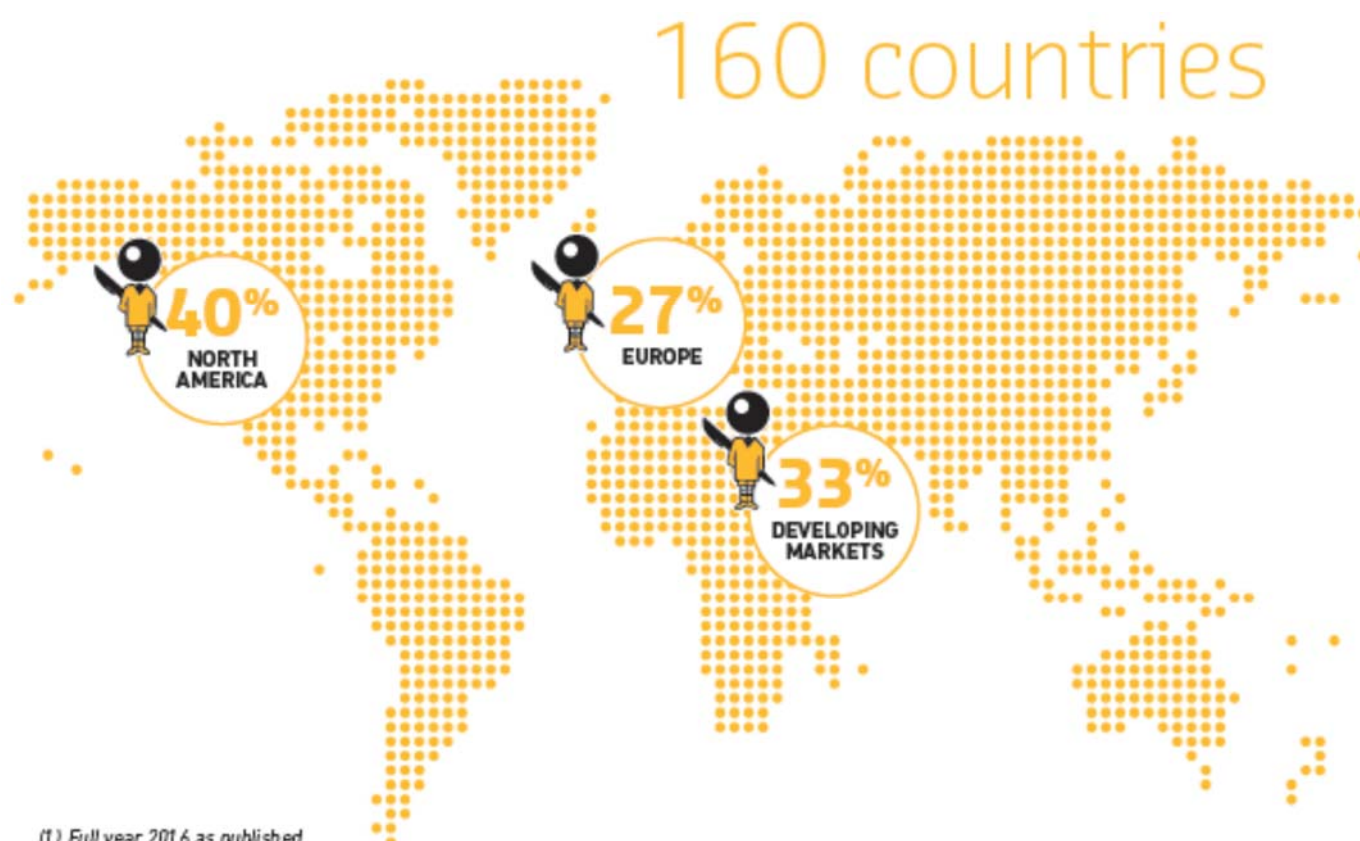 160 countries
40%
NORTH
AMERICA
27%
EUROPE
33%
DEVELOPING
MARKETS
(1) Full year 2016 as published